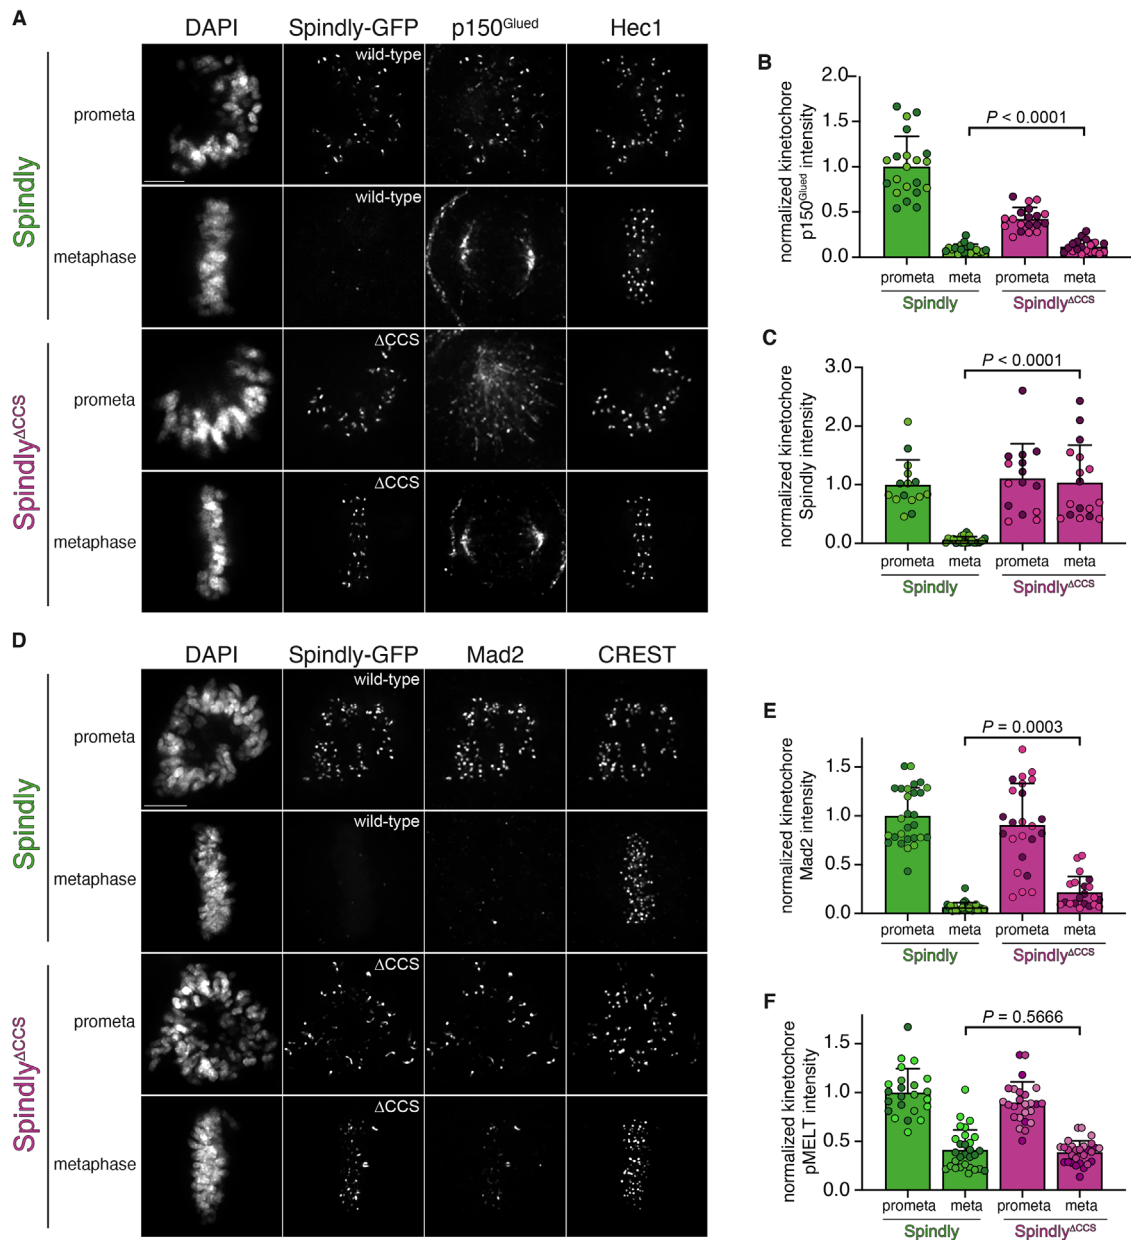 A
DAPI Spindly-GFP p150Glued Hec1
Spindly
prometa
wild-type
metaphase
wild-type
SpindlyΔCCS
prometa
ΔCCS
metaphase
ΔCCS
B
normalized kinetochore
p150Glued intensity
2.0
1.5
1.0
0.5
0
P < 0.0001
prometa meta prometa meta
Spindly SpindlyΔCCS
C
normalized kinetochore
Spindly intensity
3.0
2.0
1.0
0.0
P < 0.0001
prometa meta prometa meta
Spindly SpindlyΔCCS
D
DAPI Spindly-GFP Mad2 CREST
Spindly
prometa
wild-type
metaphase
wild-type
SpindlyΔCCS
prometa
ΔCCS
metaphase
ΔCCS
E
normalized kinetochore
Mad2 intensity
1.5
1.0
0.5
0.0
P = 0.0003
prometa meta prometa meta
Spindly SpindlyΔCCS
F
normalized kinetochore
pMELT intensity
1.5
1.0
0.5
0.0
P = 0.5666
prometa meta prometa meta
Spindly SpindlyΔCCS